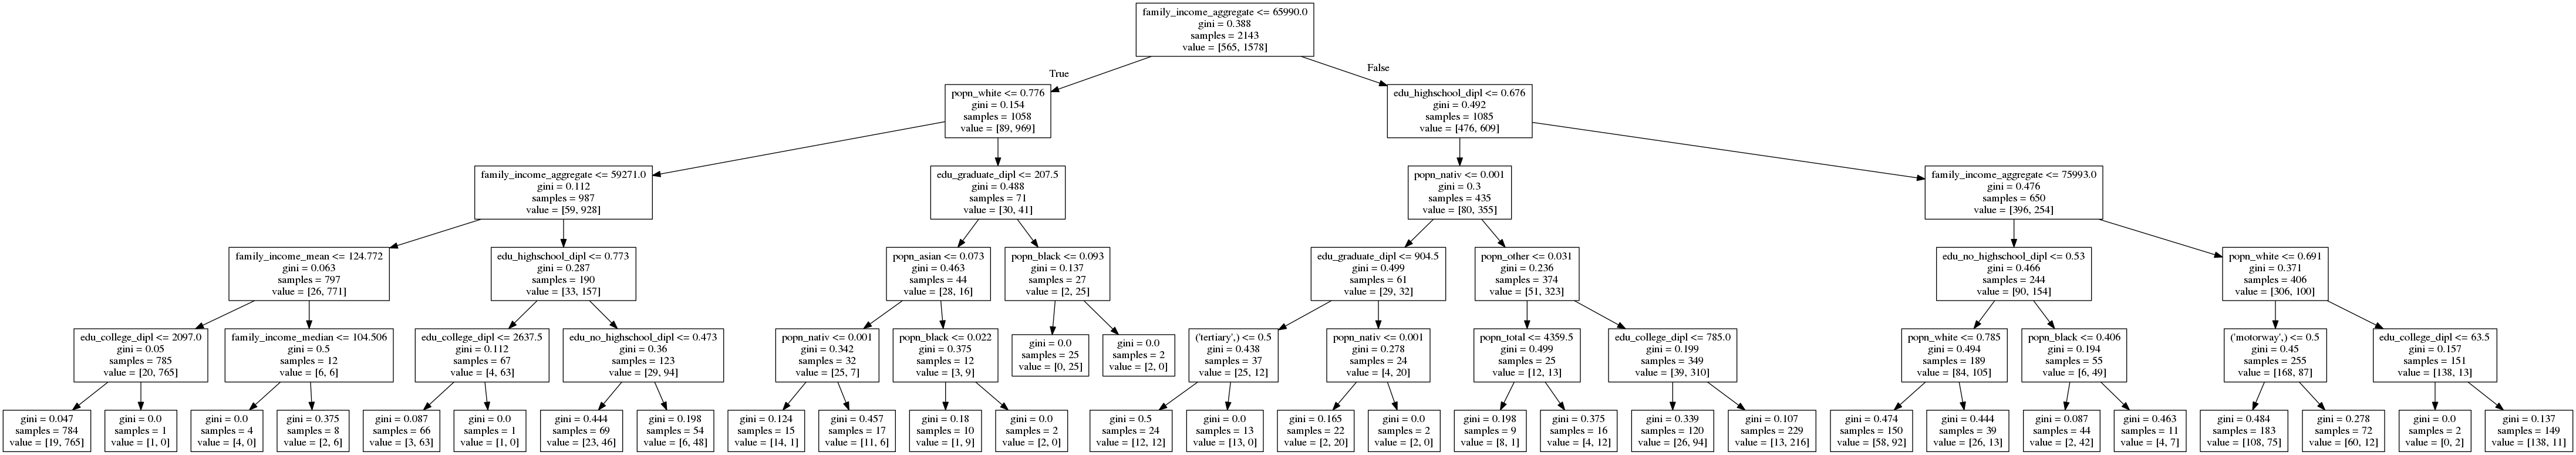 family_income_aggregate <= 65990.0
gini = 0.388
samples = 2143
value = [565, 1578]
True
False
popn_white <= 0.776
gini = 0.154
samples = 1058
value = [89, 969]
edu_highschool_dipl <= 0.676
gini = 0.492
samples = 1085
value = [476, 609]
family_income_aggregate <= 59271.0
gini = 0.112
samples = 987
value = [59, 928]
edu_graduate_dipl <= 207.5
gini = 0.488
samples = 71
value = [30, 41]
popn_nativ <= 0.001
gini = 0.3
samples = 435
value = [80, 355]
family_income_aggregate <= 75993.0
gini = 0.476
samples = 650
value = [396, 254]
family_income_mean <= 124.772
gini = 0.063
samples = 797
value = [26, 771]
edu_highschool_dipl <= 0.773
gini = 0.287
samples = 190
value = [33, 157]
popn_asian <= 0.073
gini = 0.463
samples = 44
value = [28, 16]
popn_black <= 0.093
gini = 0.137
samples = 27
value = [2, 25]
edu_graduate_dipl <= 904.5
gini = 0.499
samples = 61
value = [29, 32]
popn_other <= 0.031
gini = 0.236
samples = 374
value = [51, 323]
edu_no_highschool_dipl <= 0.53
gini = 0.466
samples = 244
value = [90, 154]
popn_white <= 0.691
gini = 0.371
samples = 406
value = [306, 100]
edu_college_dipl <= 2097.0
gini = 0.05
samples = 785
value = [20, 765]
family_income_median <= 104.506
gini = 0.5
samples = 12
value = [6, 6]
edu_college_dipl <= 2637.5
gini = 0.112
samples = 67
value = [4, 63]
edu_no_highschool_dipl <= 0.473
gini = 0.36
samples = 123
value = [29, 94]
popn_nativ <= 0.001
gini = 0.342
samples = 32
value = [25, 7]
popn_black <= 0.022
gini = 0.375
samples = 12
value = [3, 9]
gini = 0.0
samples = 25
value = [0, 25]
gini = 0.0
samples = 2
value = [2, 0]
('tertiary',) <= 0.5
gini = 0.438
samples = 37
value = [25, 12]
popn_nativ <= 0.001
gini = 0.278
samples = 24
value = [4, 20]
popn_total <= 4359.5
gini = 0.499
samples = 25
value = [12, 13]
edu_college_dipl <= 785.0
gini = 0.199
samples = 349
value = [39, 310]
popn_white <= 0.785
gini = 0.494
samples = 189
value = [84, 105]
popn_black <= 0.406
gini = 0.194
samples = 55
value = [6, 49]
('motorway',) <= 0.5
gini = 0.45
samples = 255
value = [168, 87]
edu_college_dipl <= 63.5
gini = 0.157
samples = 151
value = [138, 13]
gini = 0.047
samples = 784
value = [19, 765]
gini = 0.0
samples = 1
value = [1, 0]
gini = 0.0
samples = 4
value = [4, 0]
gini = 0.375
samples = 8
value = [2, 6]
gini = 0.087
samples = 66
value = [3, 63]
gini = 0.0
samples = 1
value = [1, 0]
gini = 0.444
samples = 69
value = [23, 46]
gini = 0.198
samples = 54
value = [6, 48]
gini = 0.124
samples = 15
value = [14, 1]
gini = 0.457
samples = 17
value = [11, 6]
gini = 0.18
samples = 10
value = [1, 9]
gini = 0.0
samples = 2
value = [2, 0]
gini = 0.5
samples = 24
value = [12, 12]
gini = 0.0
samples = 13
value = [13, 0]
gini = 0.165
samples = 22
value = [2, 20]
gini = 0.0
samples = 2
value = [2, 0]
gini = 0.198
samples = 9
value = [8, 1]
gini = 0.375
samples = 16
value = [4, 12]
gini = 0.339
samples = 120
value = [26, 94]
gini = 0.107
samples = 229
value = [13, 216]
gini = 0.474
samples = 150
value = [58, 92]
gini = 0.444
samples = 39
value = [26, 13]
gini = 0.087
samples = 44
value = [2, 42]
gini = 0.463
samples = 11
value = [4, 7]
gini = 0.484
samples = 183
value = [108, 75]
gini = 0.278
samples = 72
value = [60, 12]
gini = 0.0
samples = 2
value = [0, 2]
gini = 0.137
samples = 149
value = [138, 11]